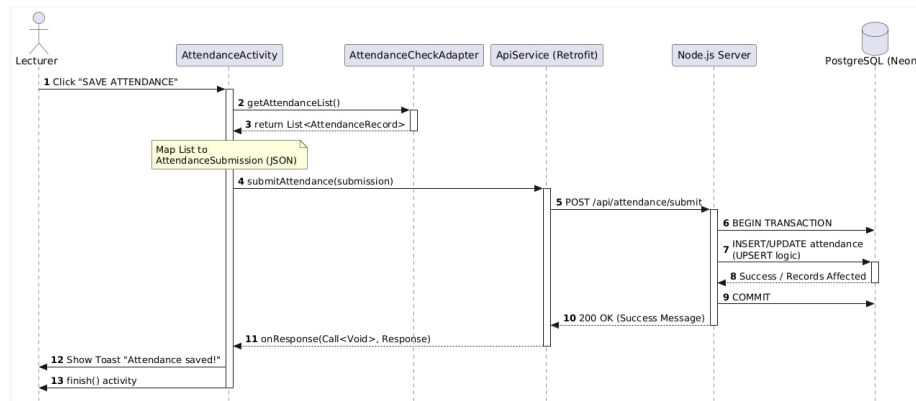 Lecturer
AttendanceActivity
AttendanceCheckAdapter
ApiService (Retrofit)
Node.js Server
PostgreSQL (Neon
1 Click "SAVE ATTENDANCE"
2 getAttendanceList()
3 return List<AttendanceRecord>
Map List to
AttendanceSubmission (JSON)
4 submitAttendance(submission)
5 POST /api/attendance/submit
6 BEGIN TRANSACTION
7 INSERT/UPDATE attendance
(UPSERT logic)
8 Success / Records Affected
9 COMMIT
10 200 OK (Success Message)
11 onResponse(Call<Void>, Response)
12 Show Toast "Attendance saved!"
13 finish() activity